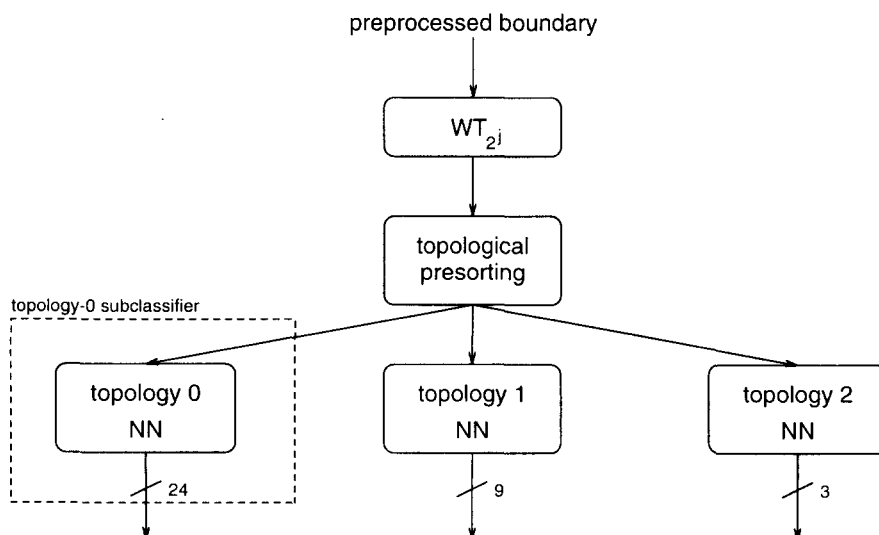 preprocessed boundary
WT2j
topological
presorting
topology-0 subclassifier
topology 0
NN
topology 1
NN
topology 2
NN
24
9
3